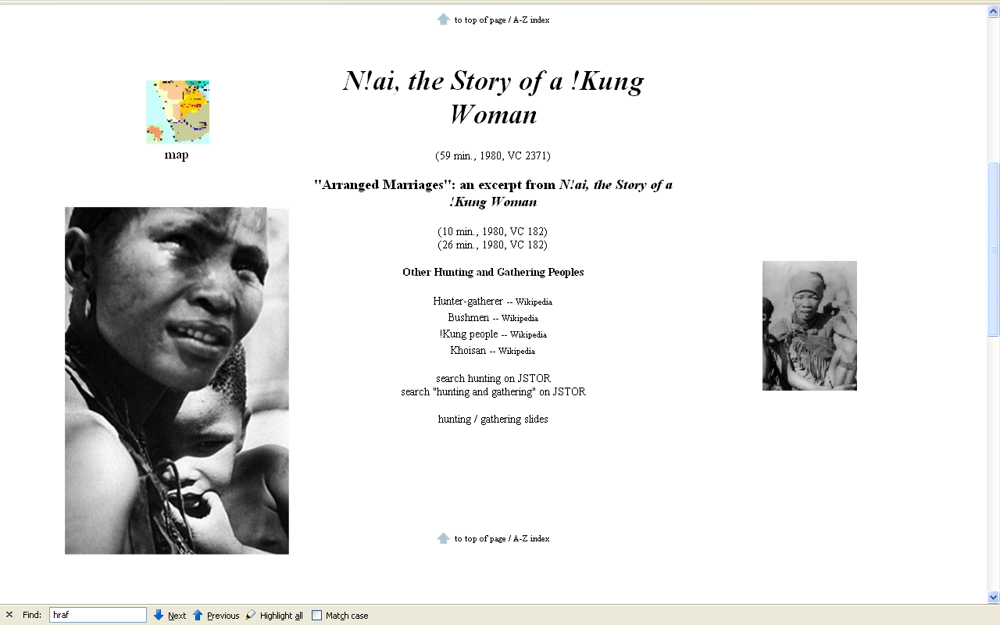 to top of page / A-Z index
N!ai, the Story of a !Kung
Woman
map
(59 min., 1980, VC 2371)
"Arranged Marriages": an excerpt from N!ai, the Story of a
!Kung Woman
(10 min., 1980, VC 182)
(26 min., 1980, VC 182)
Other Hunting and Gathering Peoples
Hunter-gatherer -- Wikipedia
Bushmen -- Wikipedia
!Kung people -- Wikipedia
Khoisan -- Wikipedia
search hunting on JSTOR
search "hunting and gathering" on JSTOR
hunting / gathering slides
to top of page / A-Z index
Find: hraf Next Previous Highlight all Match case